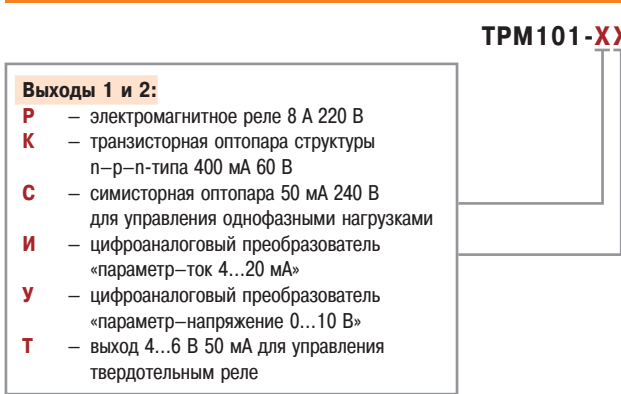 ТРМ101-ХХ
Выходы 1 и 2:
Р – электромагнитное реле 8 А 220 В
К – транзисторная оптопара структуры
n–p–n-типа 400 мА 60 В
С – симисторная оптопара 50 мА 240 В
для управления однофазными нагрузками
И – цифроаналоговый преобразователь
«параметр–ток 4...20 мА»
У – цифроаналоговый преобразователь
«параметр–напряжение 0...10 В»
Т – выход 4...6 В 50 мА для управления
твердотельным реле